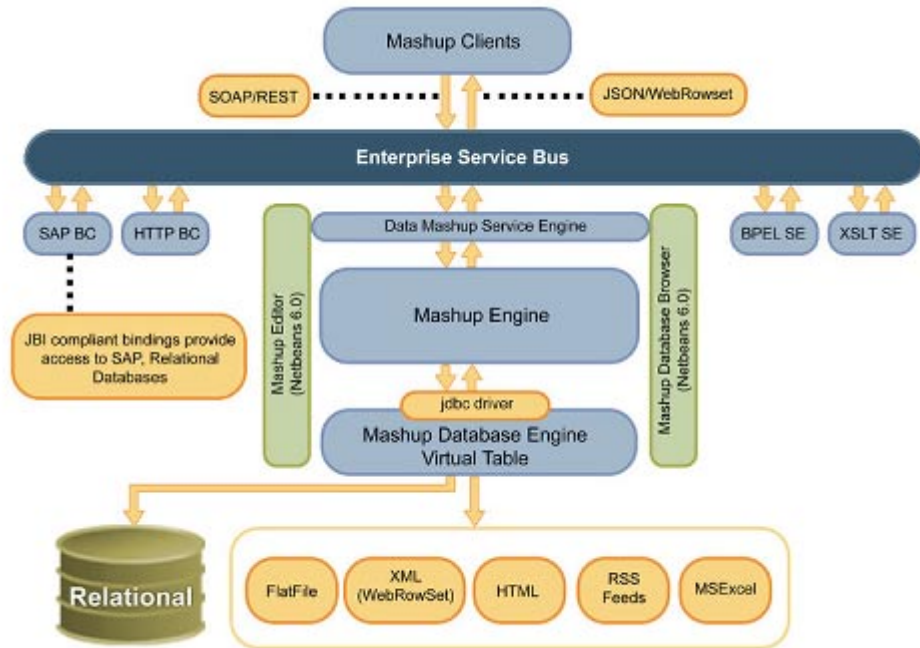 Mashup Clients
SOAP/REST
JSON/WebRowset
Enterprise Service Bus
SAP BC
HTTP BC
Data Mashup Service Engine
BPEL SE
XSLT SE
Mashup Editor
(Netbeans 6.0)
Mashup Engine
Mashup Database Browser
(Netbeans 6.0)
JBI compliant bindings provide
access to SAP, Relational
Databases
jdbc driver
Mashup Database Engine
Virtual Table
Relational
FlatFile
XML
(WebRowSet)
HTML
RSS
Feeds
MSExcel